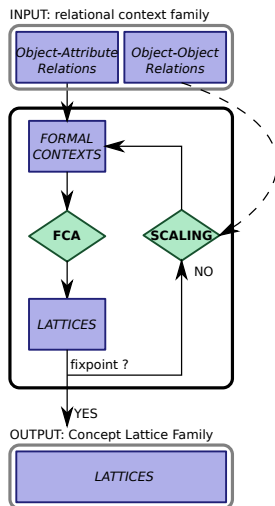 INPUT: relational context family
Object-Attribute
Relations
Object-Object
Relations
FORMAL
CONTEXTS
FCA
SCALING
NO
LATTICES
fixpoint ?
YES
OUTPUT: Concept Lattice Family
LATTICES